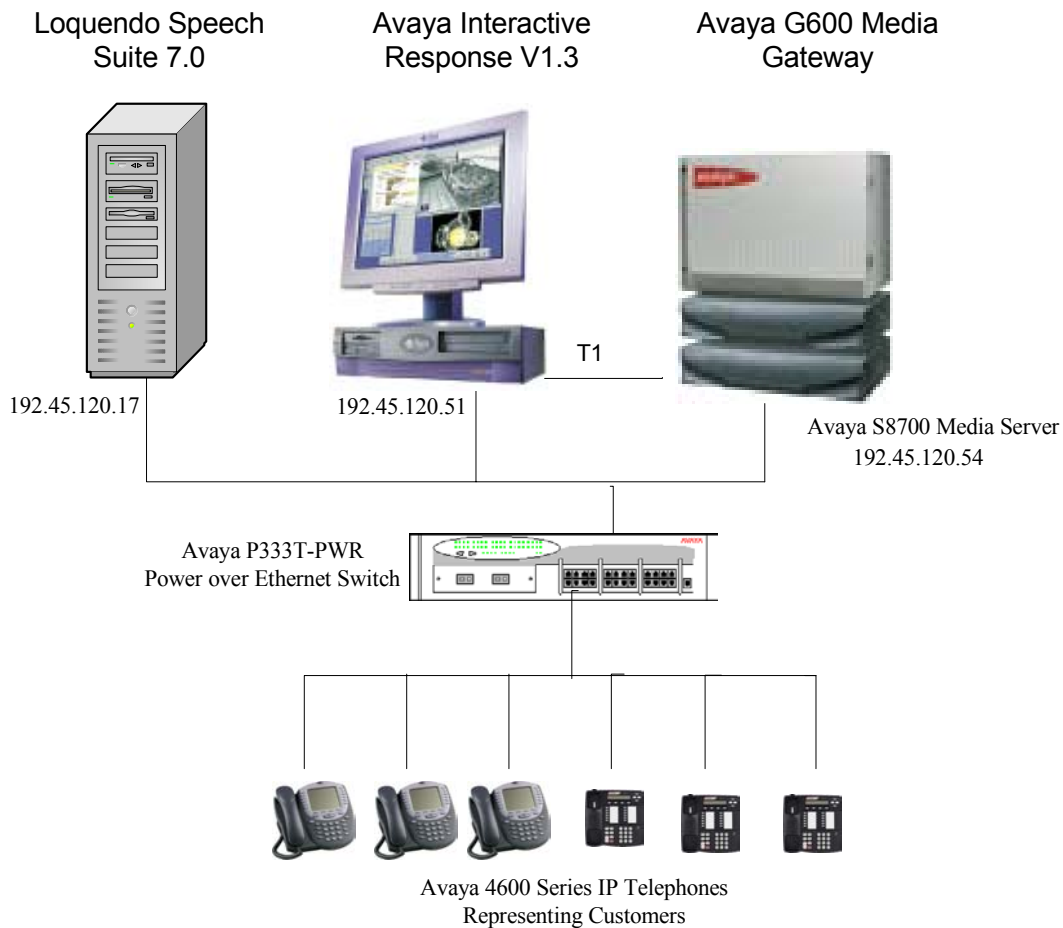 Loquendo Speech
Suite 7.0
Avaya Interactive
Response V1.3
Avaya G600 Media
Gateway
T1
192.45.120.17
192.45.120.51
Avaya S8700 Media Server
192.45.120.54
Avaya P333T-PWR
Power over Ethernet Switch
AVAYA
Avaya 4600 Series IP Telephones
Representing Customers